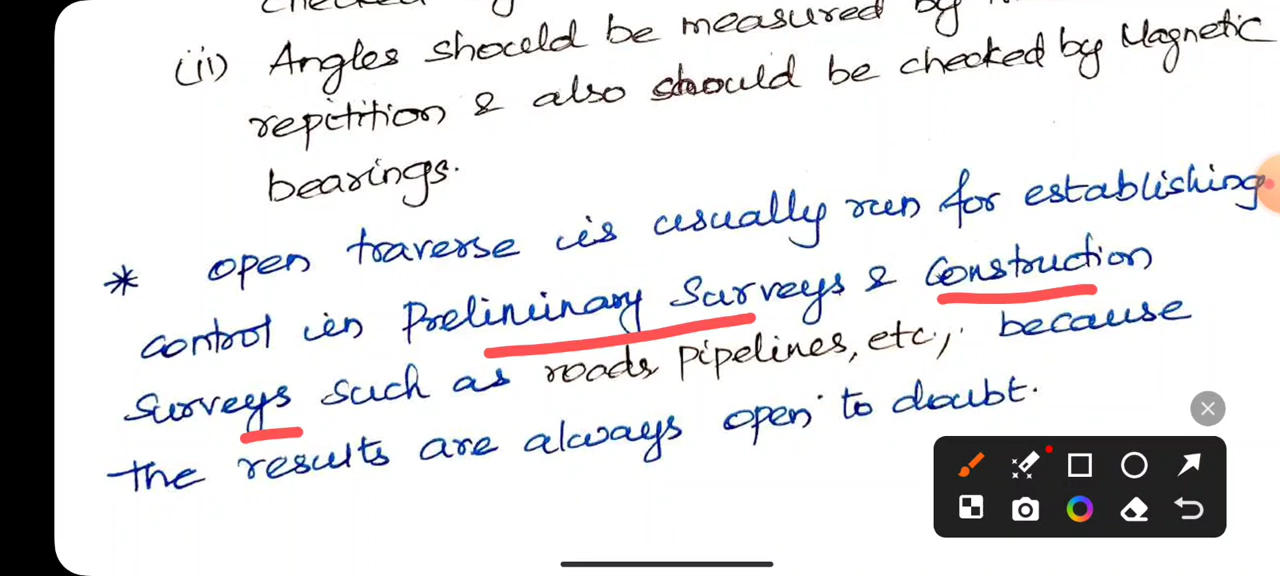 (ii) Angles should be measured by
repitition & also should be checked by Magnetic
bearings.
* open traverse is usually run for establishing
control in Preliminary Surveys & Construction
surveys such as roads pipelines, etc., because
the results are always open to doubt.